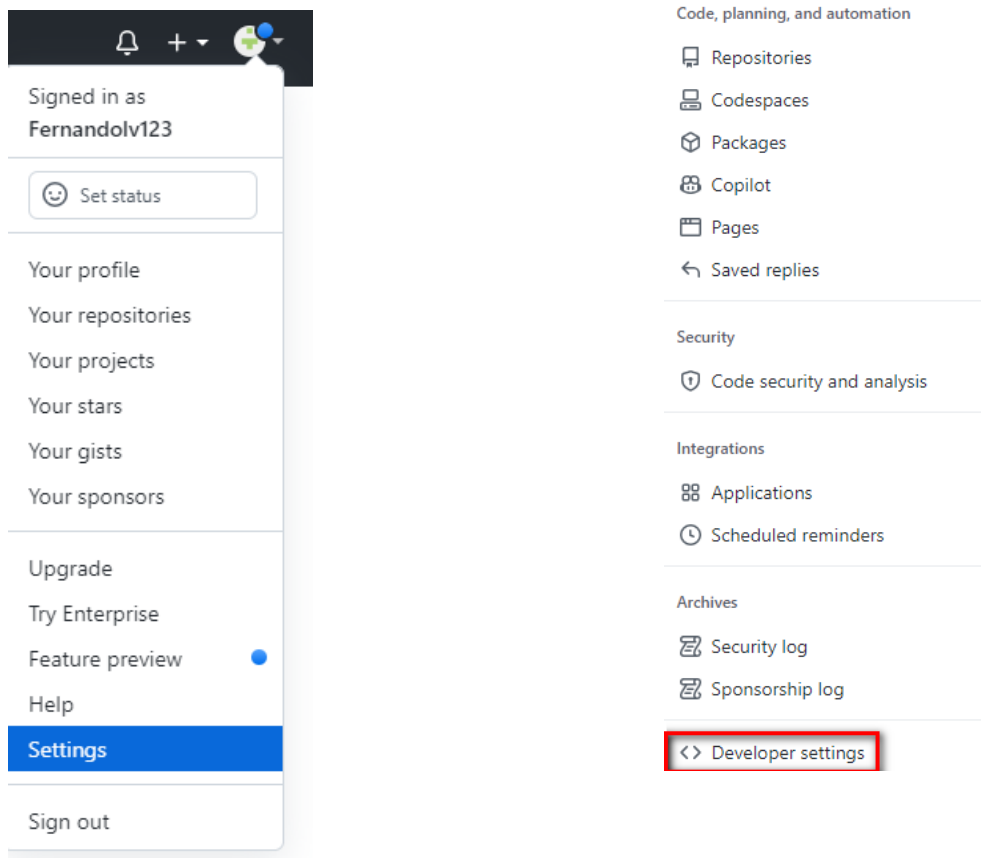 Signed in as
Fernandolv123
Set status
Your profile
Your repositories
Your projects
Your stars
Your gists
Your sponsors
Upgrade
Try Enterprise
Feature preview
Help
Settings
Sign out
Code, planning, and automation
Repositories
Codespaces
Packages
Copilot
Pages
Saved replies
Security
Code security and analysis
Integrations
Applications
Scheduled reminders
Archives
Security log
Sponsorship log
Developer settings